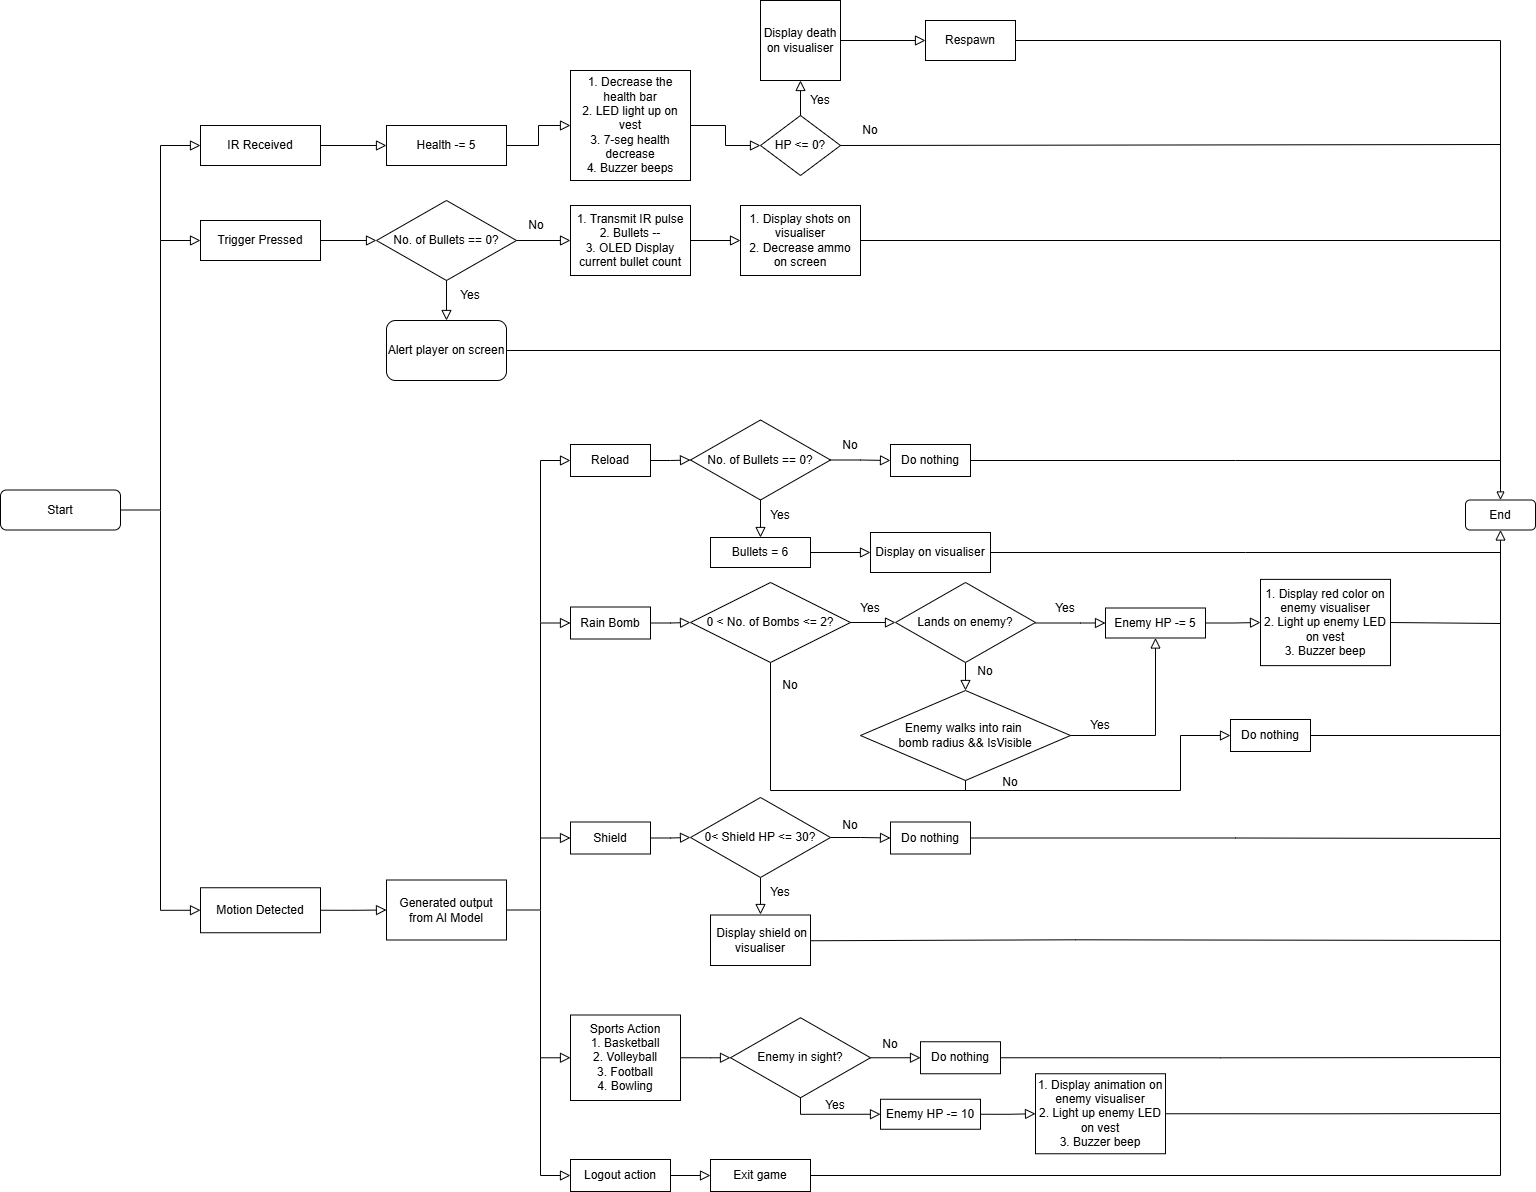 Display death
on visualiser
Respawn
Yes
No
IR Received
Health -= 5
1. Decrease the
health bar
2. LED light up on
vest
3. 7-seg health
decrease
4. Buzzer beeps
HP <= 0?
Trigger Pressed
No. of Bullets == 0?
No
1. Transmit IR pulse
2. Bullets --
3. OLED Display
current bullet count
1. Display shots on
visualiser
2. Decrease ammo
on screen
Yes
Alert player on screen
Start
End
Reload
No. of Bullets == 0?
No
Do nothing
Yes
Bullets = 6
Display on visualiser
Rain Bomb
0 < No. of Bombs <= 2?
Yes
Lands on enemy?
Yes
Enemy HP -= 5
1. Display red color on
enemy visualiser
2. Light up enemy LED
on vest
3. Buzzer beep
No
No
Enemy walks into rain
bomb radius && IsVisible
Yes
No
Do nothing
Shield
0< Shield HP <= 30?
No
Do nothing
Yes
Display shield on
visualiser
Motion Detected
Generated output
from AI Model
Sports Action
1. Basketball
2. Volleyball
3. Football
4. Bowling
Enemy in sight?
No
Do nothing
Yes
Enemy HP -= 10
1. Display animation on
enemy visualiser
2. Light up enemy LED
on vest
3. Buzzer beep
Logout action
Exit game